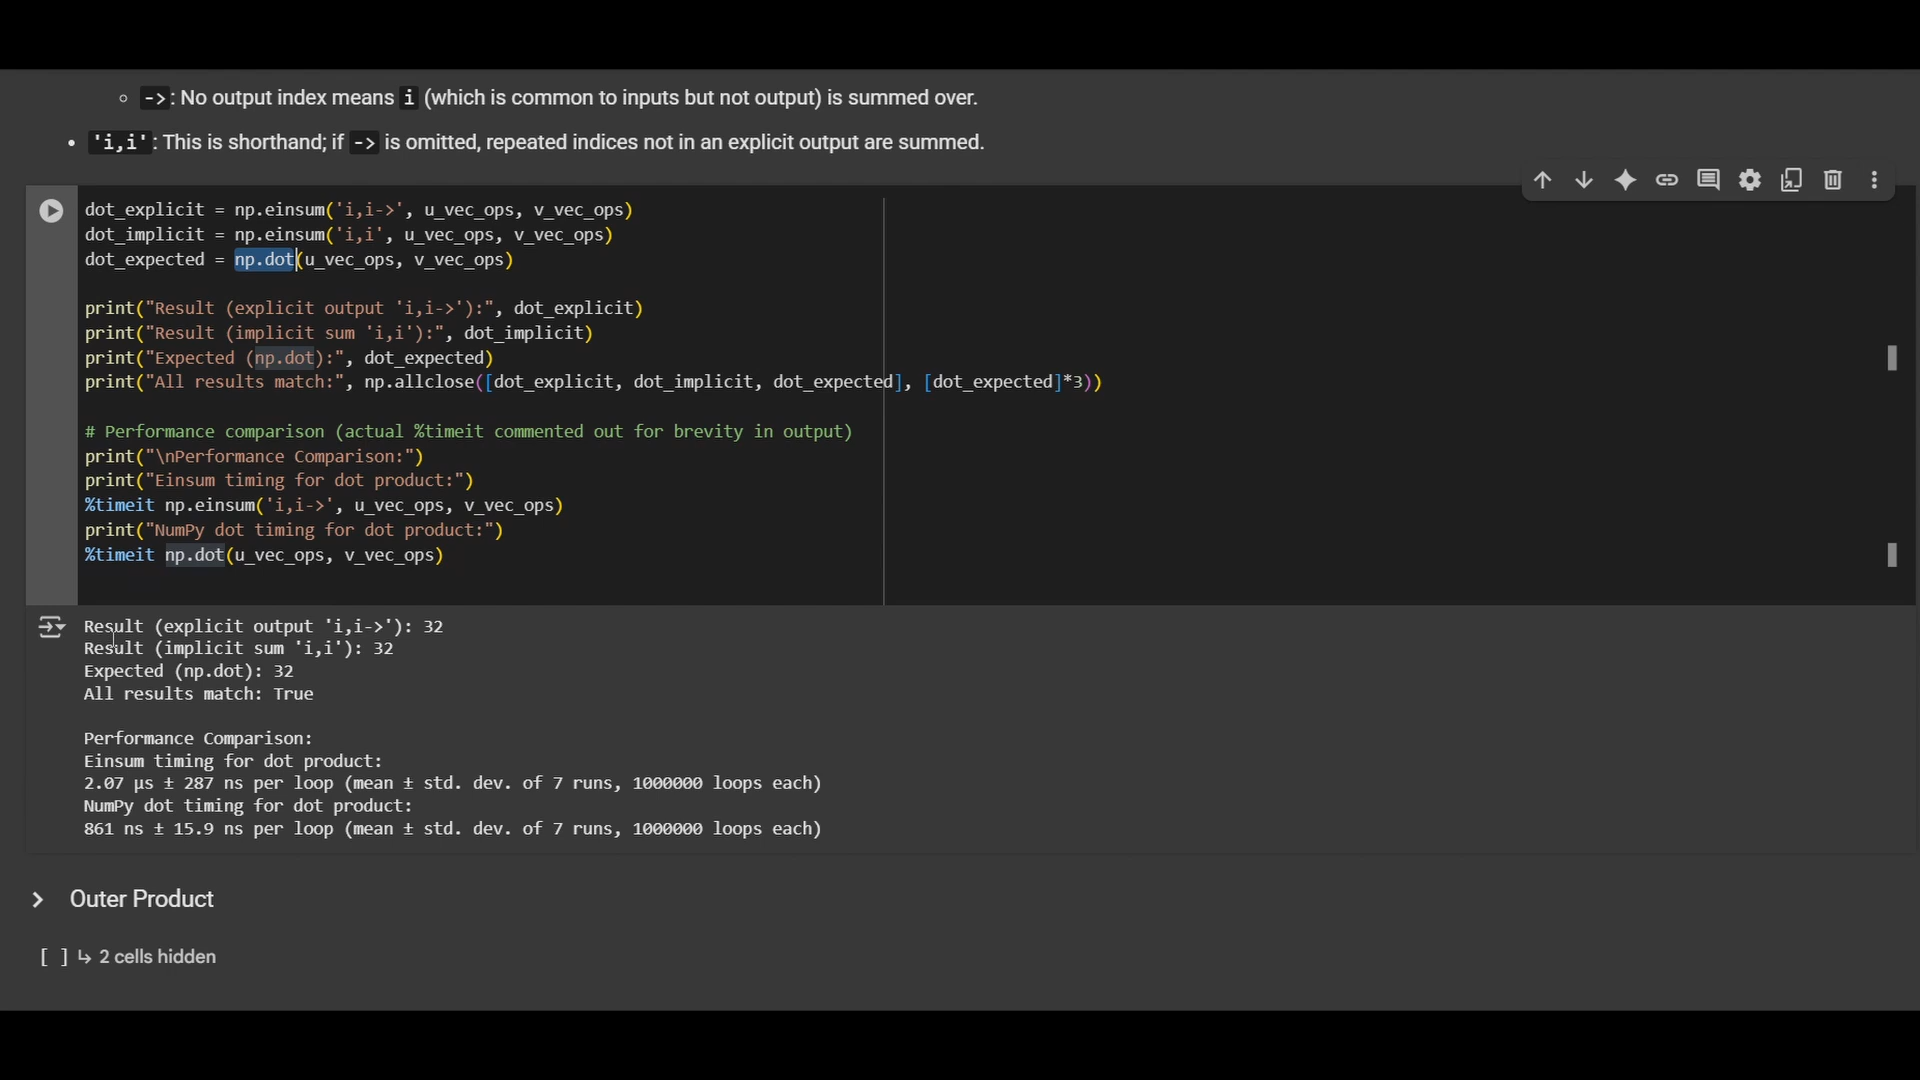 ->: No output index means i (which is common to inputs but not output) is summed over.
'i,i': This is shorthand; if -> is omitted, repeated indices not in an explicit output are summed.
dot_explicit = np.einsum('i,i->', u_vec_ops, v_vec_ops)
dot_implicit = np.einsum('i,i', u_vec_ops, v_vec_ops)
dot_expected = np.dot(u_vec_ops, v_vec_ops)
print("Result (explicit output 'i,i->'):", dot_explicit)
print("Result (implicit sum 'i,i'):", dot_implicit)
print("Expected (np.dot):", dot_expected)
print("All results match:", np.allclose([dot_explicit, dot_implicit, dot_expected], [dot_expected]*3))
# Performance comparison (actual %timeit commented out for brevity in output)
print("\nPerformance Comparison:")
print("Einsum timing for dot product:")
%timeit np.einsum('i,i->', u_vec_ops, v_vec_ops)
print("NumPy dot timing for dot product:")
%timeit np.dot(u_vec_ops, v_vec_ops)
Result (explicit output 'i,i->'): 32
Result (implicit sum 'i,i'): 32
Expected (np.dot): 32
All results match: True
Performance Comparison:
Einsum timing for dot product:
2.07 µs ± 287 ns per loop (mean ± std. dev. of 7 runs, 1000000 loops each)
NumPy dot timing for dot product:
861 ns ± 15.9 ns per loop (mean ± std. dev. of 7 runs, 1000000 loops each)
Outer Product
[ ] ↳ 2 cells hidden